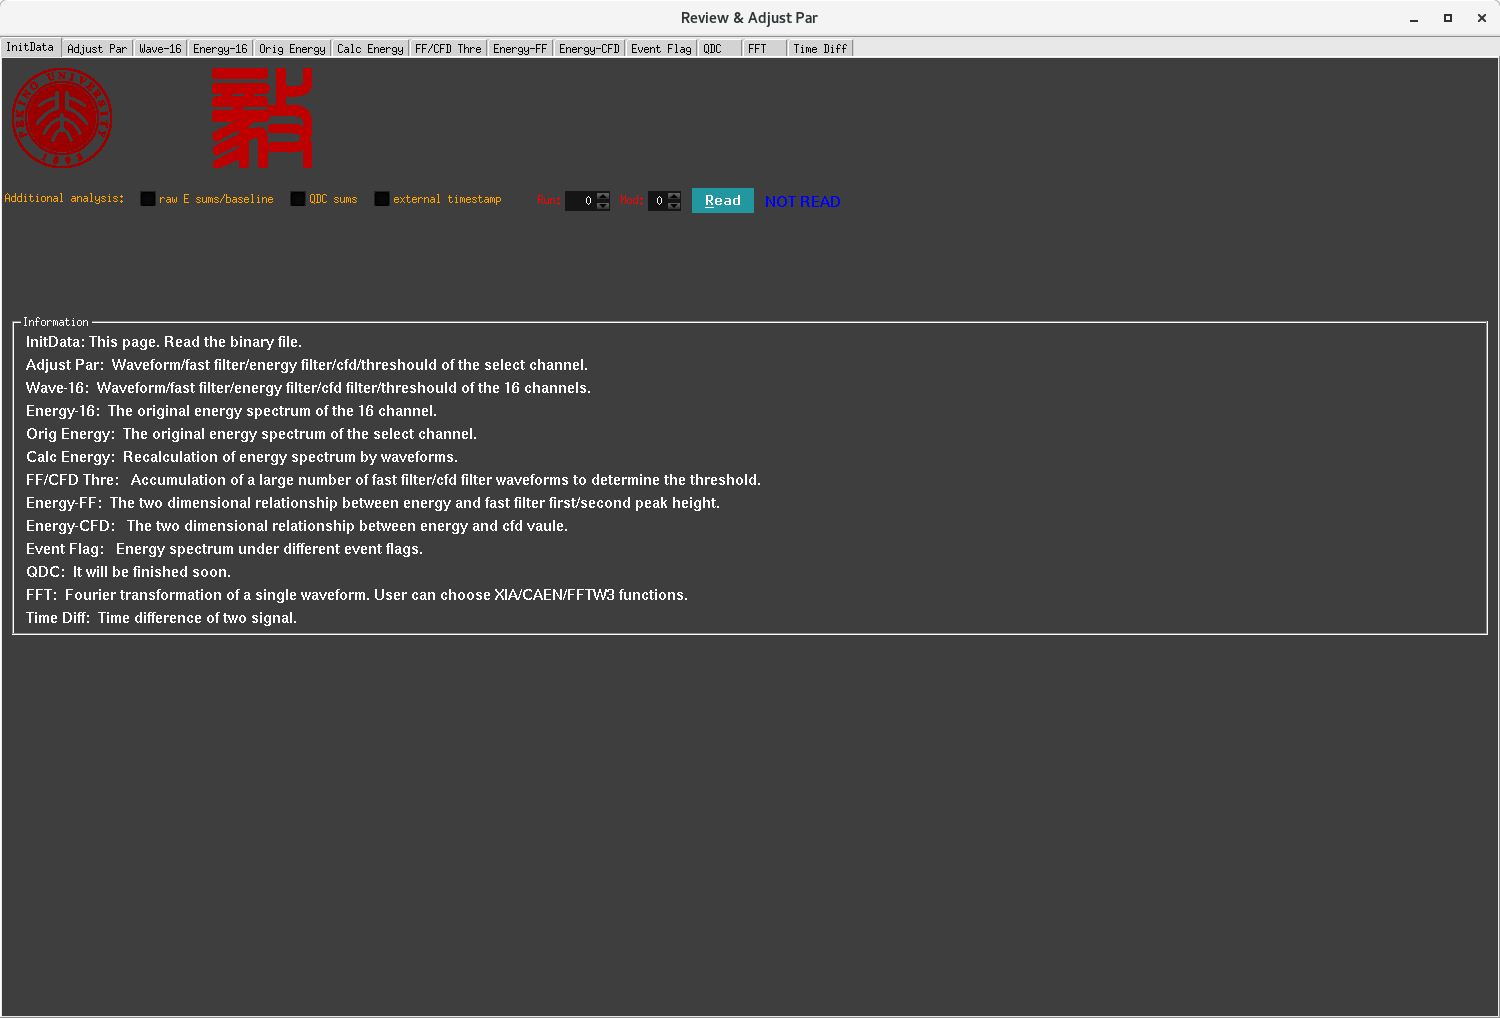 Review & Adjust Par
InitData Adjust Par Wave-16 Energy-16 Orig Energy Calc Energy FF/CFD Thre Energy-FF Energy-CFD Event Flag QDC FFT Time Diff
PEKING UNIVERSITY
1898
Additional analysis: raw E sums/baseline QDC sums external timestamp Run: 0 Mod: 0 Read NOT READ
Information
InitData: This page. Read the binary file.
Adjust Par: Waveform/fast filter/energy filter/cfd/threshould of the select channel.
Wave-16: Waveform/fast filter/energy filter/cfd filter/threshould of the 16 channels.
Energy-16: The original energy spectrum of the 16 channel.
Orig Energy: The original energy spectrum of the select channel.
Calc Energy: Recalculation of energy spectrum by waveforms.
FF/CFD Thre: Accumulation of a large number of fast filter/cfd filter waveforms to determine the threshold.
Energy-FF: The two dimensional relationship between energy and fast filter first/second peak height.
Energy-CFD: The two dimensional relationship between energy and cfd vaule.
Event Flag: Energy spectrum under different event flags.
QDC: It will be finished soon.
FFT: Fourier transformation of a single waveform. User can choose XIA/CAEN/FFTW3 functions.
Time Diff: Time difference of two signal.